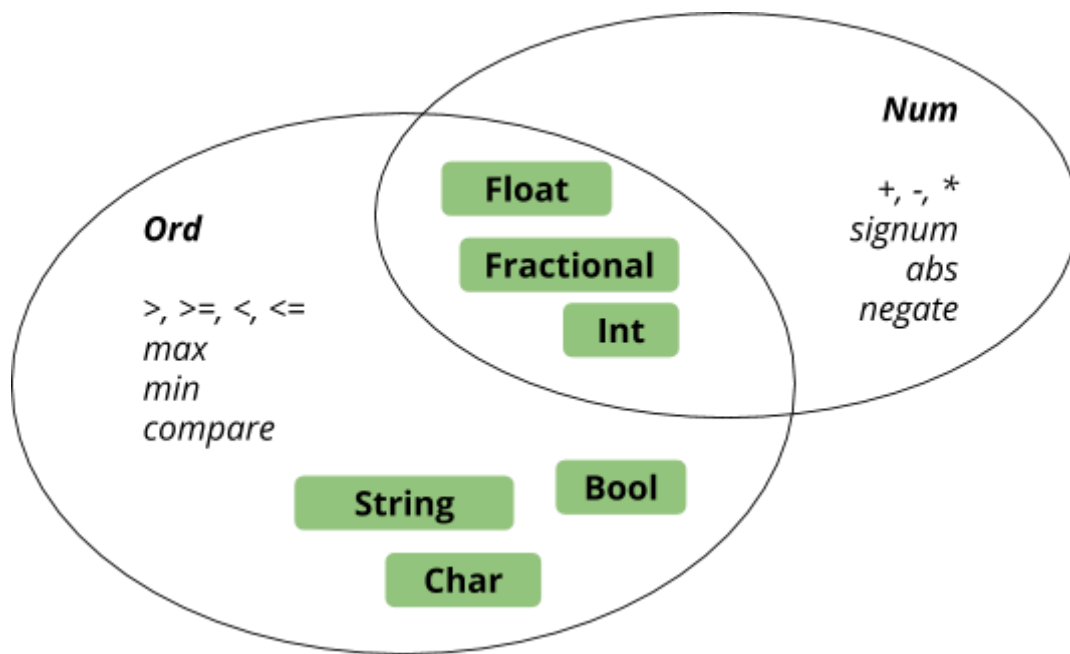 Num
+, -, *
signum
abs
negate
Float
Fractional
Int
Ord
>, >=, <, <=
max
min
compare
String
Bool
Char